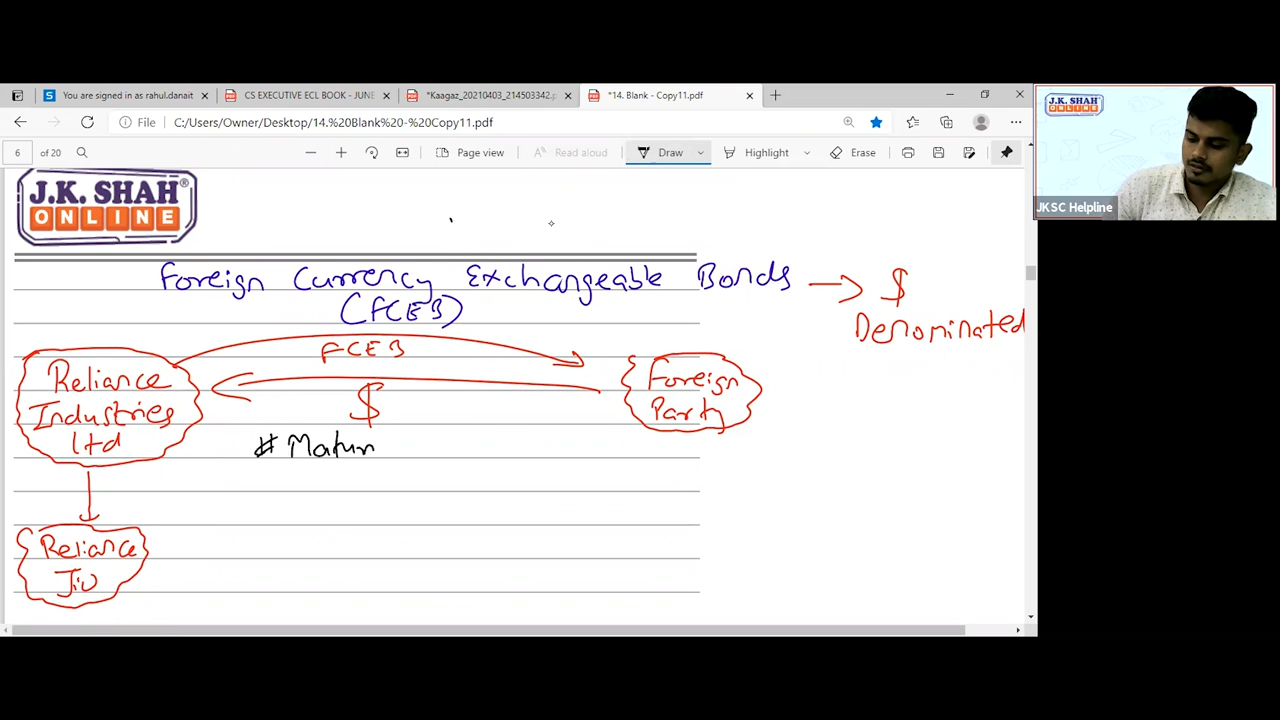 You are signed in as rahul.danait
CS EXECUTIVE ECL BOOK - JUNE
*Kaagaz_20210403_214503342.p
*14. Blank - Copy11.pdf
File C:/Users/Owner/Desktop/14.%20Blank%20-%20Copy11.pdf
6 of 20
Page view
Read aloud
Draw
Highlight
Erase
J.K. SHAH®
ONLINE
J.K. SHAH
ONLINE
JKSC Helpline
Foreign Currency Exchangeable Bonds → $
(FCEB)
Denominated
FCEB
Reliance
Industries
ltd
$
Foreign
Party
# Matur
Reliance
Jio